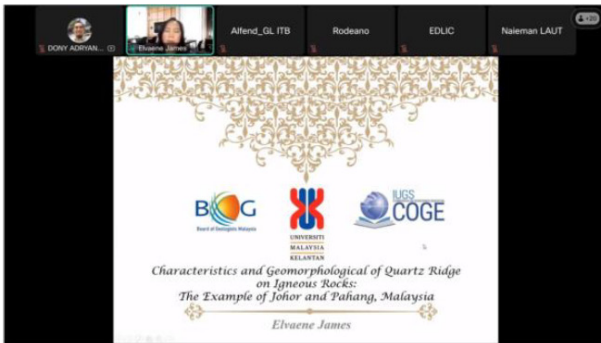 DONY ADRYAN...
Elvaene James
Alfend_GL ITB
Rodeano
EDLIC
Naieman LAUT
+20
BOG
Board of Geologists Malaysia
UNIVERSITI
MALAYSIA
KELANTAN
IUGS
COGE
Characteristics and Geomorphological of Quartz Ridge
on Igneous Rocks:
The Example of Johor and Pahang, Malaysia
Elvaene James